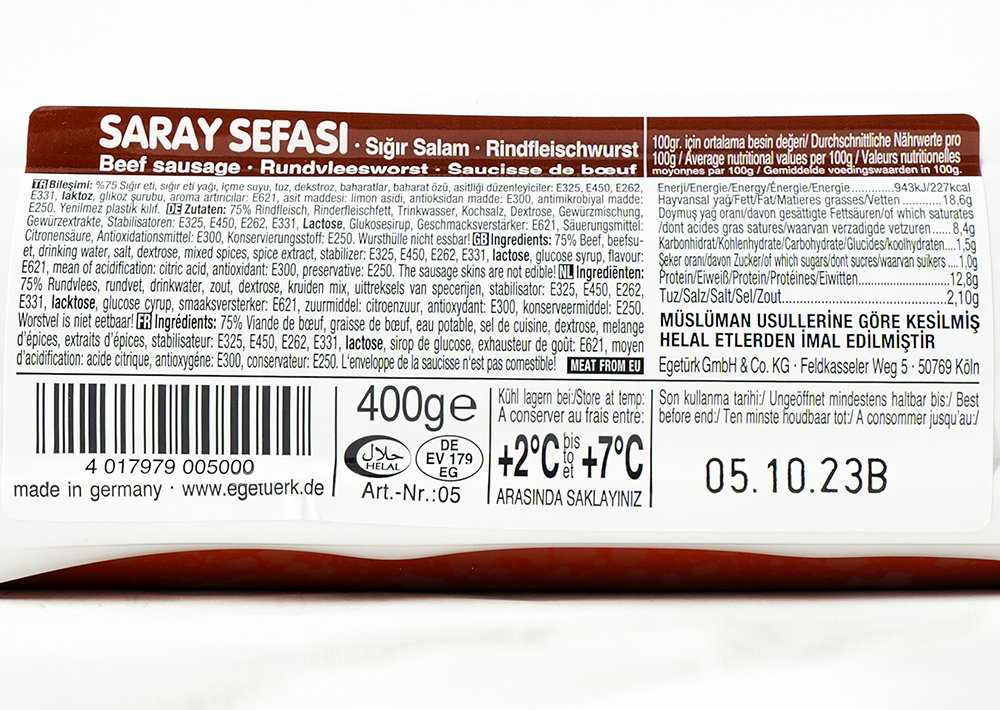 SARAY SEFASI · Sığır Salam · Rindfleischwurst
Beef sausage · Rundvleesworst · Saucisse de bœuf
TR Bileşimi: %75 Sığır eti, sığır eti yağı, içme suyu, tuz, dekstroz, baharatlar, baharat özü, asitliği düzenleyiciler: E325, E450, E262,
E331, laktoz, glikoz şurubu, aroma artırıcılar: E621, asit maddesi: limon asidi, antioksidan madde: E300, antimikrobiyal madde:
E250. Yenilmez plastik kılıf. DE Zutaten: 75% Rindfleisch, Rinderfleischfett, Trinkwasser, Kochsalz, Dextrose, Gewürzmischung,
Gewürzextrakte, Stabilisatoren: E325, E450, E262, E331, Lactose, Glukosesirup, Geschmacksverstärker: E621, Säuerungsmittel:
Citronensäure, Antioxidationsmittel: E300, Konservierungsstoff: E250. Wursthülle nicht essbar! GB Ingredients: 75% Beef, beefsu-
et, drinking water, salt, dextrose, mixed spices, spice extract, stabilizer: E325, E450, E262, E331, lactose, glucose syrup, flavour:
E621, mean of acidification: citric acid, antioxidant: E300, preservative: E250. The sausage skins are not edible! NL Ingrediënten:
75% Rundvlees, rundvet, drinkwater, zout, dextrose, kruiden mix, uittreksels van specerijen, stabilisator: E325, E450, E262,
E331, lacktose, glucose cyrup, smaaksversterker: E621, zuurmiddel: citroenzuur, antioxydant: E300, konserveermiddel: E250.
Worstvel is niet eetbaar! FR Ingrédients: 75% Viande de bœuf, graisse de bœuf, eau potable, sel de cuisine, dextrose, melange
d'épices, extraits d'épices, stabilisateur: E325, E450, E262, E331, lactose, sirop de glucose, exhausteur de goût: E621, moyen
d'acidification: acide citrique, antioxygène: E300, conservateur: E250. L'enveloppe de la saucisse n'est pas comestible! MEAT FROM EU
100gr. için ortalama besin değeri/ Durchschnittliche Nährwerte pro
100g / Average nutritional values per 100g / Valeurs nutritionelles
moyonnes par 100g / Gemiddelde voedingswaarden in 100g.
Enerji/Energie/Energy/Énergie/Energie ................ 943kJ/227kcal
Hayvansal yağ/Fett/Fat/Matieres grasses/Vetten ............ 18,6g
Doymuş yağ oranı/davon gesättigte Fettsäuren/of which saturates
/dont acides gras satures/waarvan verzadigde vetzuren ..... 8,4g
Karbonhidrat/Kohlenhydrate/Carbohydrate/Glucides/koolhydraten.... 1,5g
Şeker oranı/davon Zucker/of which sugars/dont sucres/waarvan suikers .... 1,0g
Protein/Eiweiß/Protein/Protéines/Eiwitten............................ 12,8g
Tuz/Salz/Salt/Sel/Zout............................................ 2,10g
MÜSLÜMAN USULLERİNE GÖRE KESİLMİŞ
HELAL ETLERDEN İMAL EDİLMİŞTİR
Egetürk GmbH & Co. KG · Feldkasseler Weg 5 · 50769 Köln
4 017979 005000
made in germany · www.egetuerk.de
400g e
حلال
HELAL
DE
EV 179
EG
Art.-Nr.:05
Kühl lagern bei:/Store at temp:
A conserver au frais entre:
+2°C bis to et +7°C
ARASINDA SAKLAYINIZ
Son kullanma tarihi:/ Ungeöffnet mindestens haltbar bis:/ Best
before end:/ Ten minste houdbaar tot:/ A consommer jusqu'au:/
05.10.23B